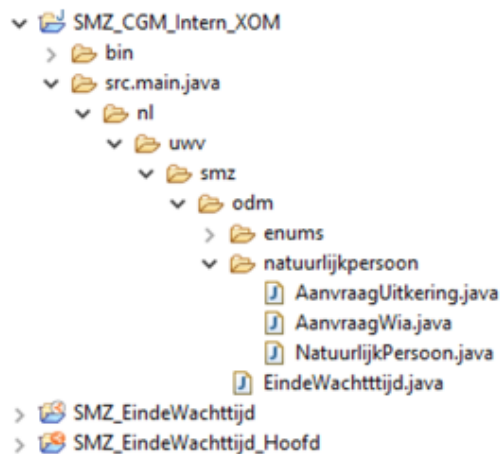 SMZ_CGM_Intern_XOM
bin
src.main.java
nl
uwv
smz
odm
enums
natuurlijkpersoon
AanvraagUitkering.java
AanvraagWia.java
NatuurlijkPersoon.java
EindeWachtttijd.java
SMZ_EindeWachttijd
SMZ_EindeWachttijd_Hoofd